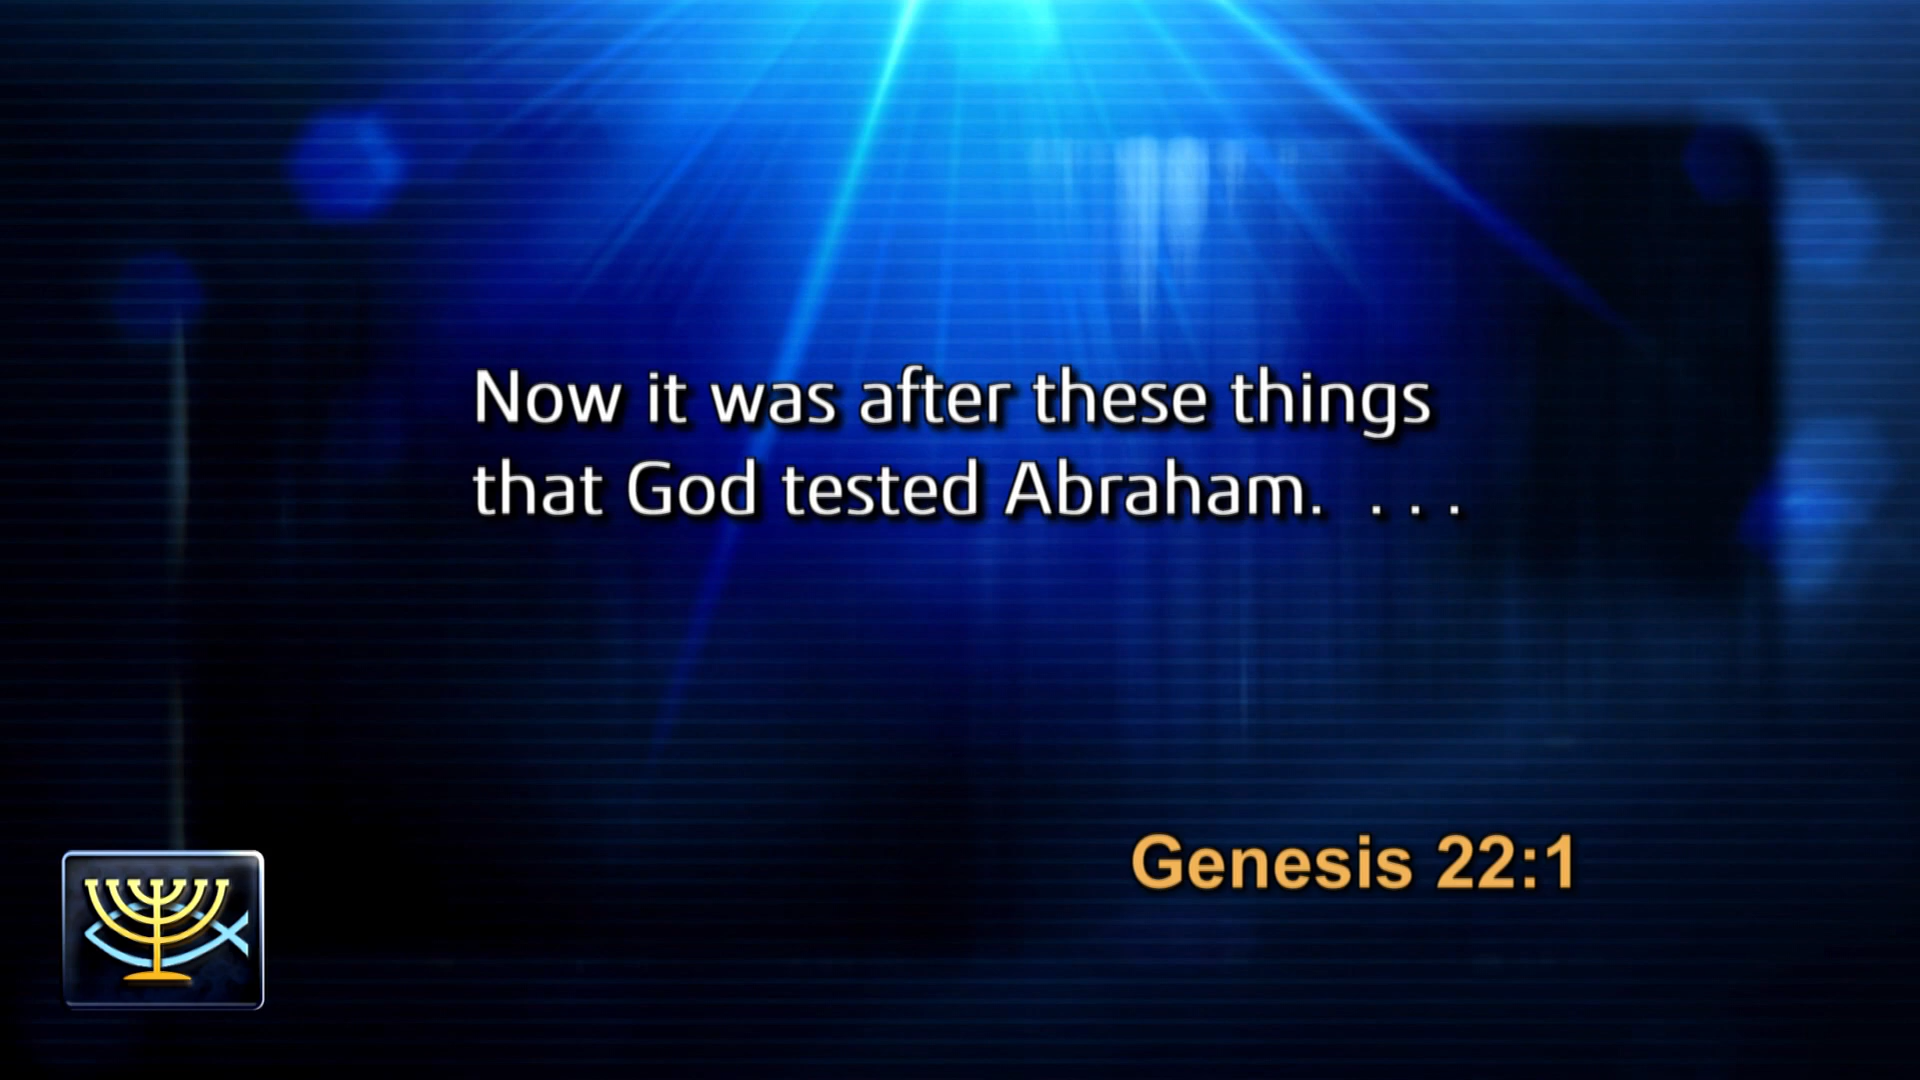 Now it was after these things
that God tested Abraham.  . . .
Genesis 22:1